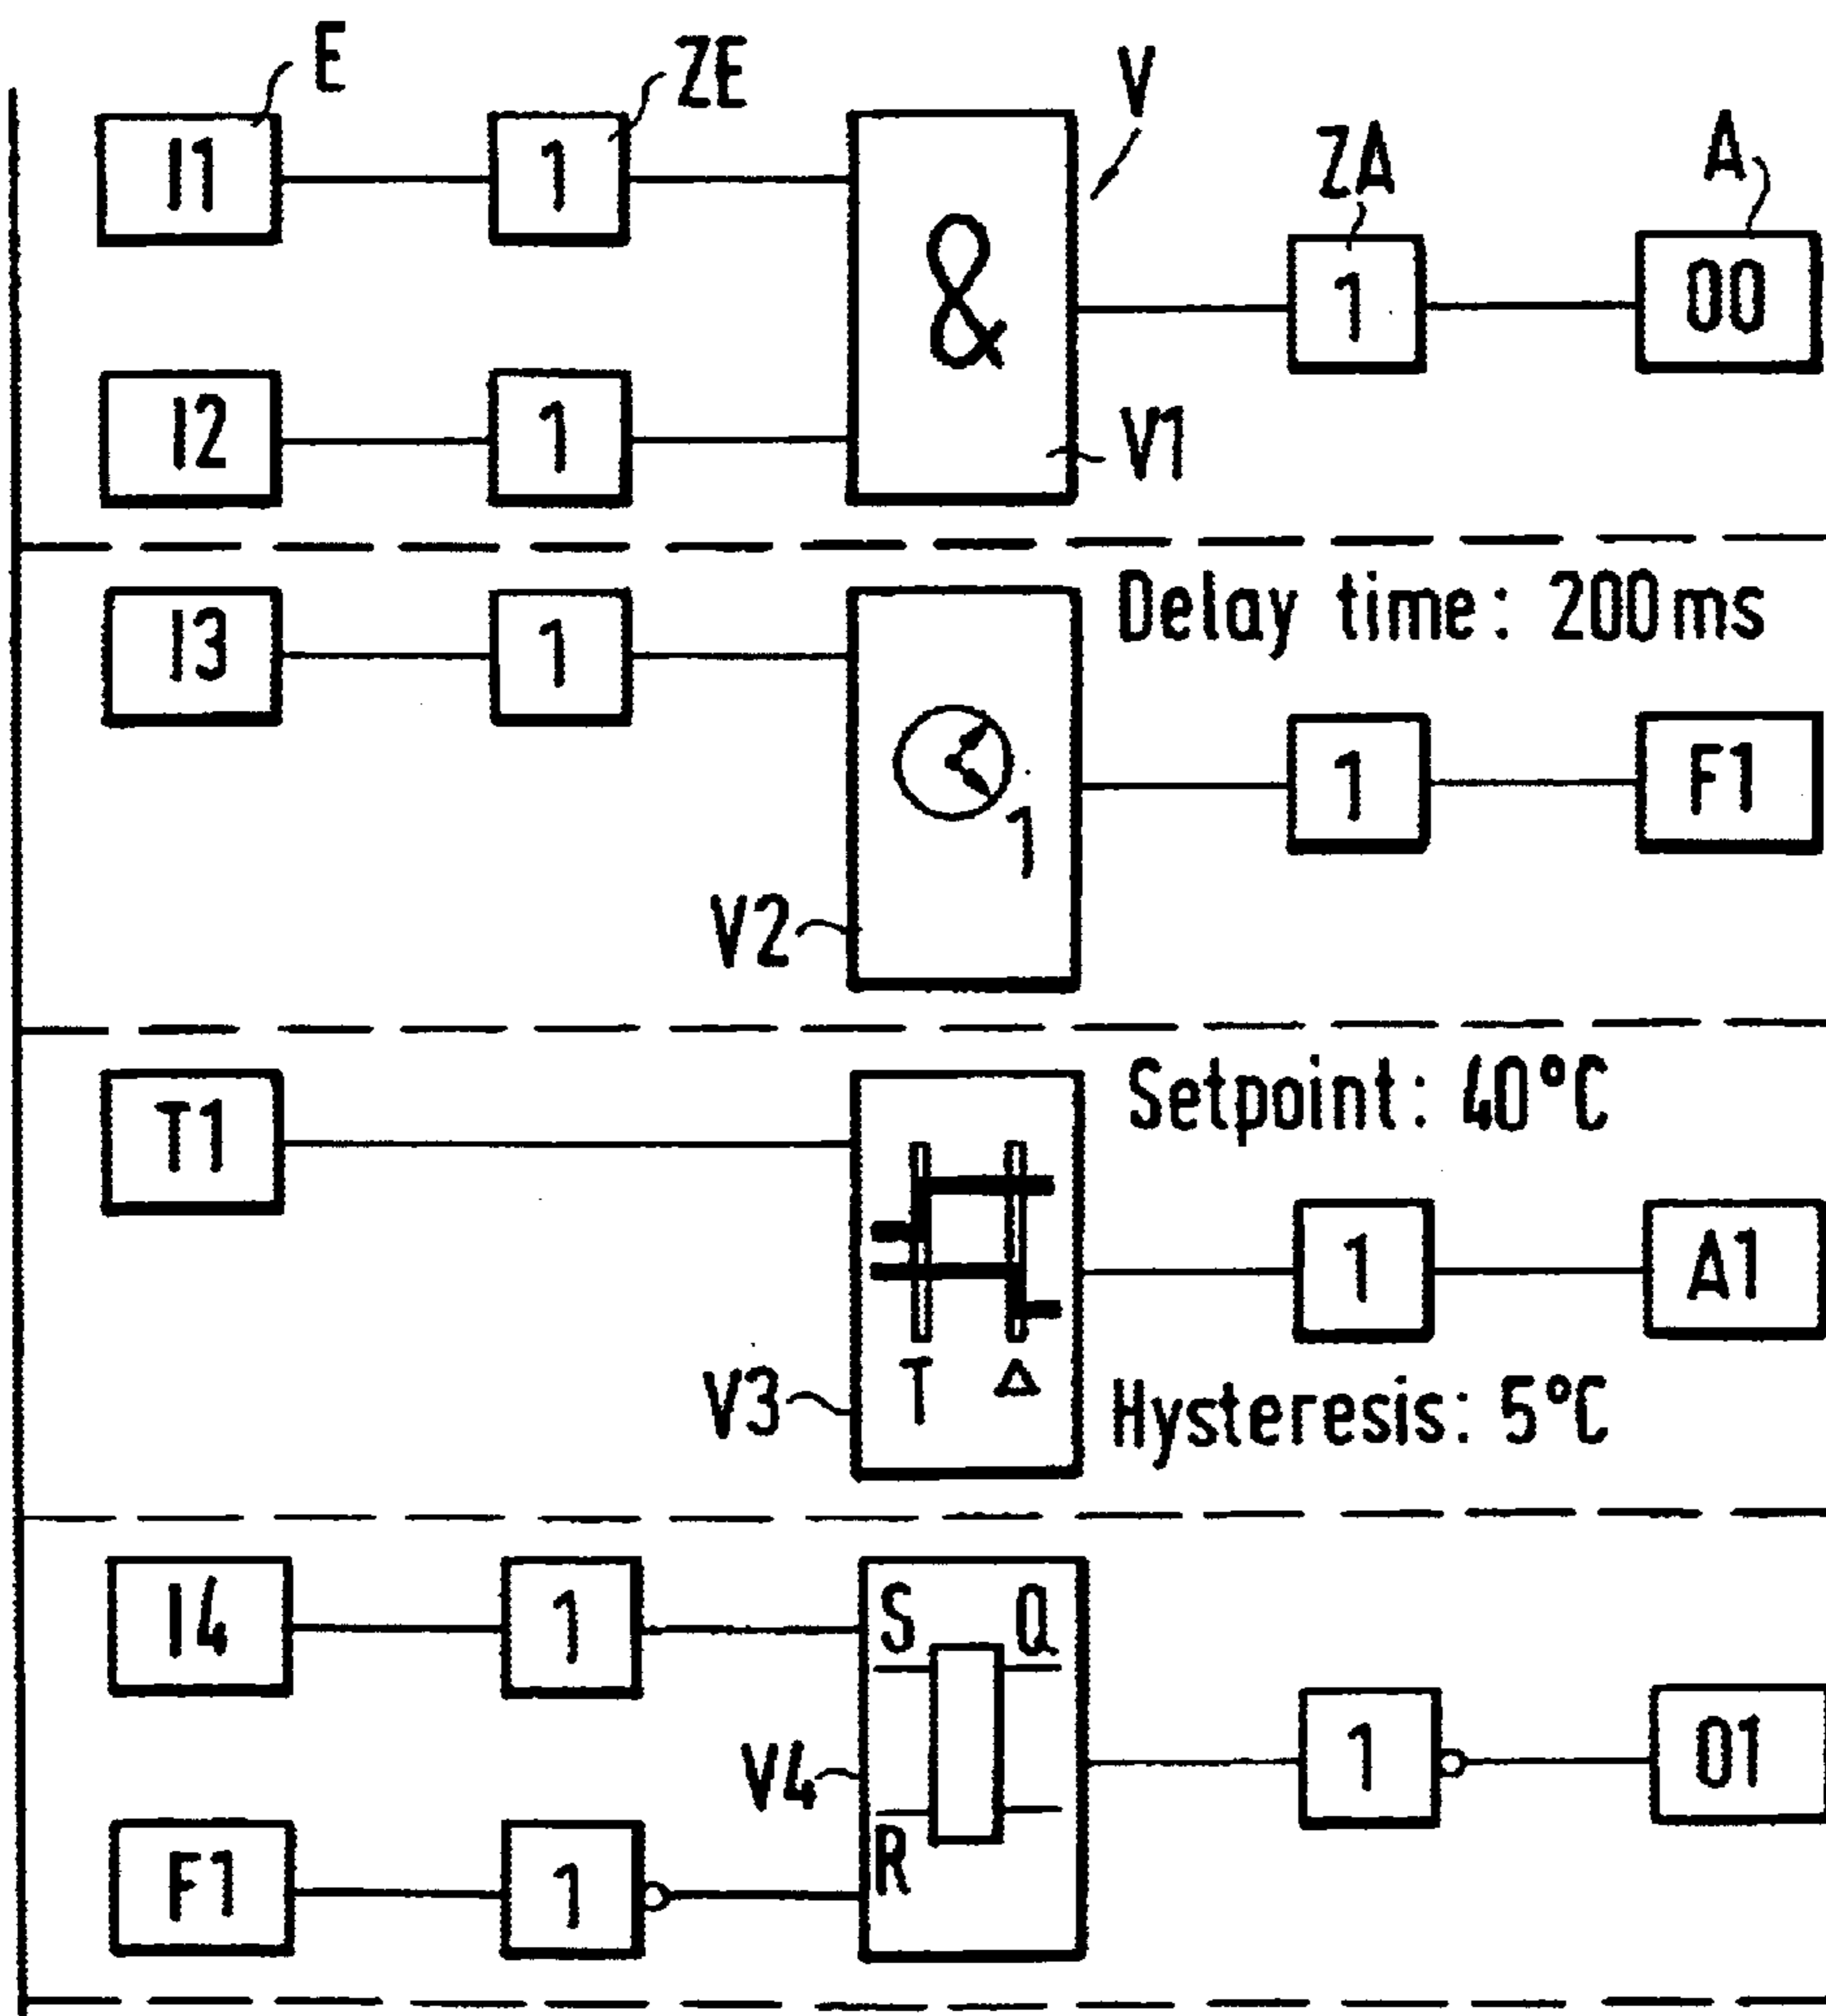 E
ZE
V
ZA
A
I1
1
&
1
00
I2
1
V1
Delay time: 200ms
I3
1
1
1
F1
V2
Setpoint: 40°C
T1
1
A1
T Δ
V3
Hysteresis: 5°C
I4
1
S Q
V4
1
01
R
F1
1